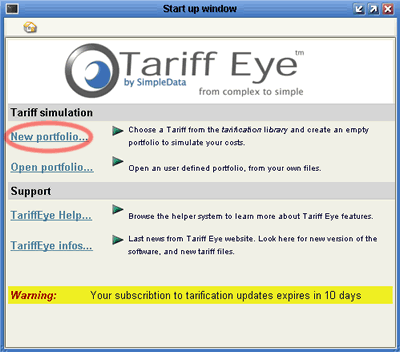 Start up window
Tariff Eye™
by SimpleData
from complex to simple
Tariff simulation
New portfolio...
Choose a Tariff from the tarification library and create an empty
portfolio to simulate your costs.
Open portfolio...
Open an user defined portfolio, from your own files.
Support
TariffEye Help...
Browse the helper system to learn more about Tariff Eye features.
TariffEye infos...
Last news from Tariff Eye website. Look here for new version of the
software, and new tariff files.
Warning: Your subscribtion to tarification updates expires in 10 days